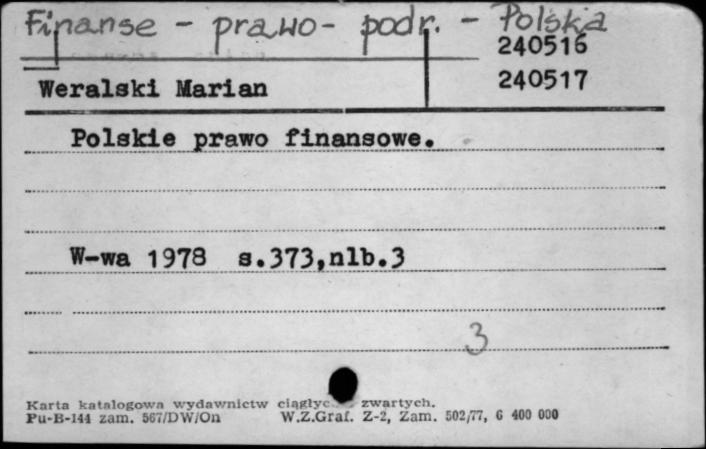 Finanse - prawo - podr. - Polska
240516
Weralski Marian 240517
Polskie prawo finansowe.
W-wa 1978 s.373,nlb.3
3
Karta katalogowa wydawnictw ciągłyc zwartych.
Pu-B-144 zam. 567/DW/On W.Z.Graf. Z-2, Zam. 502/77, 6 400 000